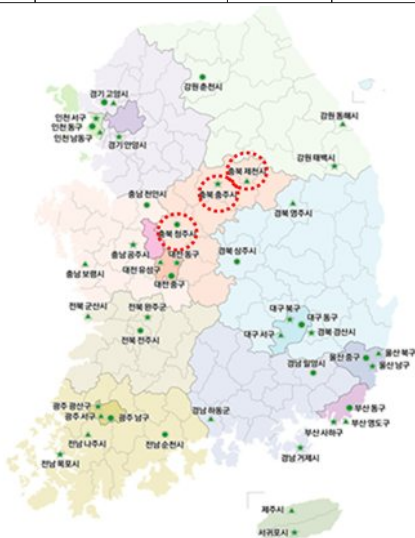 강원 춘천시
경기 고양시
강원 동해시
인천 서구
인천 동구
인천 남동구
경기 안양시
강원 태백시
충북 제천시
충남 천안시
충북 충주시
경북 영주시
충북 청주시
충남 공주시
대전 동구
대전 유성구
경북 상주시
충남 보령시
대전 중구
전북 군산시
전북 완주군
대구 북구
대구 동구
전북 전주시
대구 서구
경북 경산시
울산 북구
울산 중구
울산 남구
경남 밀양시
광주 광산구
광주 서구
광주 남구
경남 하동군
부산 동구
부산 영도구
부산 사하구
전남 나주시
전남 순천시
전남 목포시
경남 거제시
제주시
서귀포시